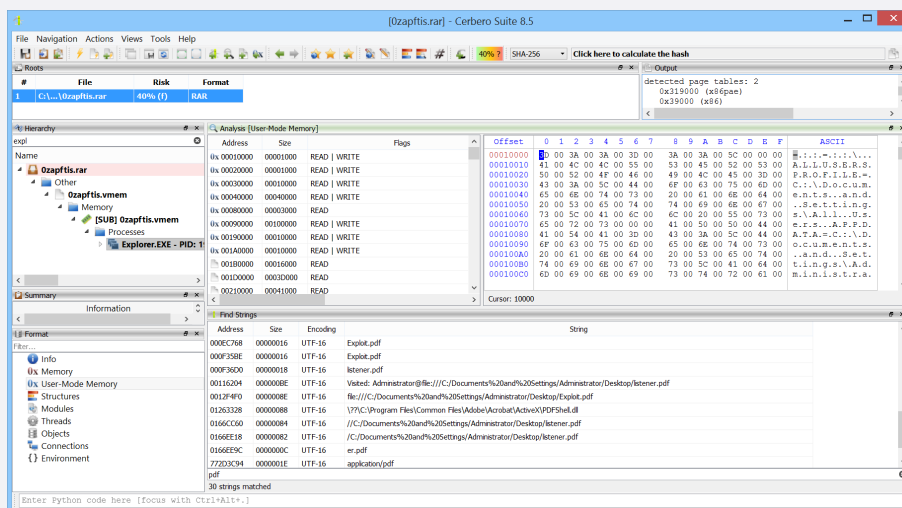 [0zapftis.rar] - Cerbero Suite 8.5
File Navigation Actions Views Tools Help
40% ? SHA-256 Click here to calculate the hash
Roots
# File Risk Format
1 C:\...\0zapftis.rar 40% (f) RAR
Output
detected page tables: 2
0x319000 (x86pae)
0x39000 (x86)
Hierarchy
expl
Name
0zapftis.rar
Other
0zapftis.vmem
Memory
[SUB] 0zapftis.vmem
Processes
Explorer.EXE - PID: 1
Summary
Information
Format
Filter...
Info
0x Memory
0x User-Mode Memory
Structures
Modules
Threads
Objects
Connections
{} Environment
Analysis [User-Mode Memory]
Address Size Flags
0x 00010000 00001000 READ | WRITE
0x 00020000 00001000 READ | WRITE
0x 00030000 00010000 READ | WRITE
0x 00040000 00040000 READ | WRITE
0x 00080000 00003000 READ
0x 00090000 00100000 READ | WRITE
0x 00190000 00010000 READ | WRITE
0x 001A0000 00010000 READ | WRITE
001B0000 00016000 READ
001D0000 0003D000 READ
00210000 00041000 READ
Offset 0 1 2 3 4 5 6 7 8 9 A B C D E F ASCII
00010000 3D 00 3A 00 3A 00 3D 00 3A 00 3A 00 5C 00 00 00 =.:.:.=.:.:.\...
00010010 41 00 4C 00 4C 00 55 00 53 00 45 00 52 00 53 00 A.L.L.U.S.E.R.S.
00010020 50 00 52 00 4F 00 46 00 49 00 4C 00 45 00 3D 00 P.R.O.F.I.L.E.=.
00010030 43 00 3A 00 5C 00 44 00 6F 00 63 00 75 00 6D 00 C.:.\.D.o.c.u.m.
00010040 65 00 6E 00 74 00 73 00 20 00 61 00 6E 00 64 00 e.n.t.s...a.n.d.
00010050 20 00 53 00 65 00 74 00 74 00 69 00 6E 00 67 00 ..S.e.t.t.i.n.g.
00010060 73 00 5C 00 41 00 6C 00 6C 00 20 00 55 00 73 00 s.\.A.l.l...U.s.
00010070 65 00 72 00 73 00 00 00 41 00 50 00 50 00 44 00 e.r.s...A.P.P.D.
00010080 41 00 54 00 41 00 3D 00 43 00 3A 00 5C 00 44 00 A.T.A.=.C.:.\.D.
00010090 6F 00 63 00 75 00 6D 00 65 00 6E 00 74 00 73 00 o.c.u.m.e.n.t.s.
000100A0 20 00 61 00 6E 00 64 00 20 00 53 00 65 00 74 00 ..a.n.d...S.e.t.
000100B0 74 00 69 00 6E 00 67 00 73 00 5C 00 41 00 64 00 t.i.n.g.s.\.A.d.
000100C0 6D 00 69 00 6E 00 69 00 73 00 74 00 72 00 61 00 m.i.n.i.s.t.r.a.
Cursor: 10000
Find Strings
Address Size Encoding String
000EC768 00000016 UTF-16 Exploit.pdf
000F35BE 00000016 UTF-16 Exploit.pdf
000F36D0 00000018 UTF-16 listener.pdf
00116204 000000BE UTF-16 Visited: Administrator@file:///C:/Documents%20and%20Settings/Administrator/Desktop/listener.pdf
0012F4F0 0000008E UTF-16 file:///C:/Documents%20and%20Settings/Administrator/Desktop/Exploit.pdf
01263328 00000088 UTF-16 \??\C:\Program Files\Common Files\Adobe\Acrobat\ActiveX\PDFShell.dll
0166CC60 00000084 UTF-16 //C:/Documents%20and%20Settings/Administrator/Desktop/listener.pdf
0166EE18 00000082 UTF-16 /C:/Documents%20and%20Settings/Administrator/Desktop/listener.pdf
0166EE9C 0000000C UTF-16 er.pdf
772D3C94 0000001E UTF-16 application/pdf
pdf
30 strings matched
Enter Python code here [focus with Ctrl+Alt+.]